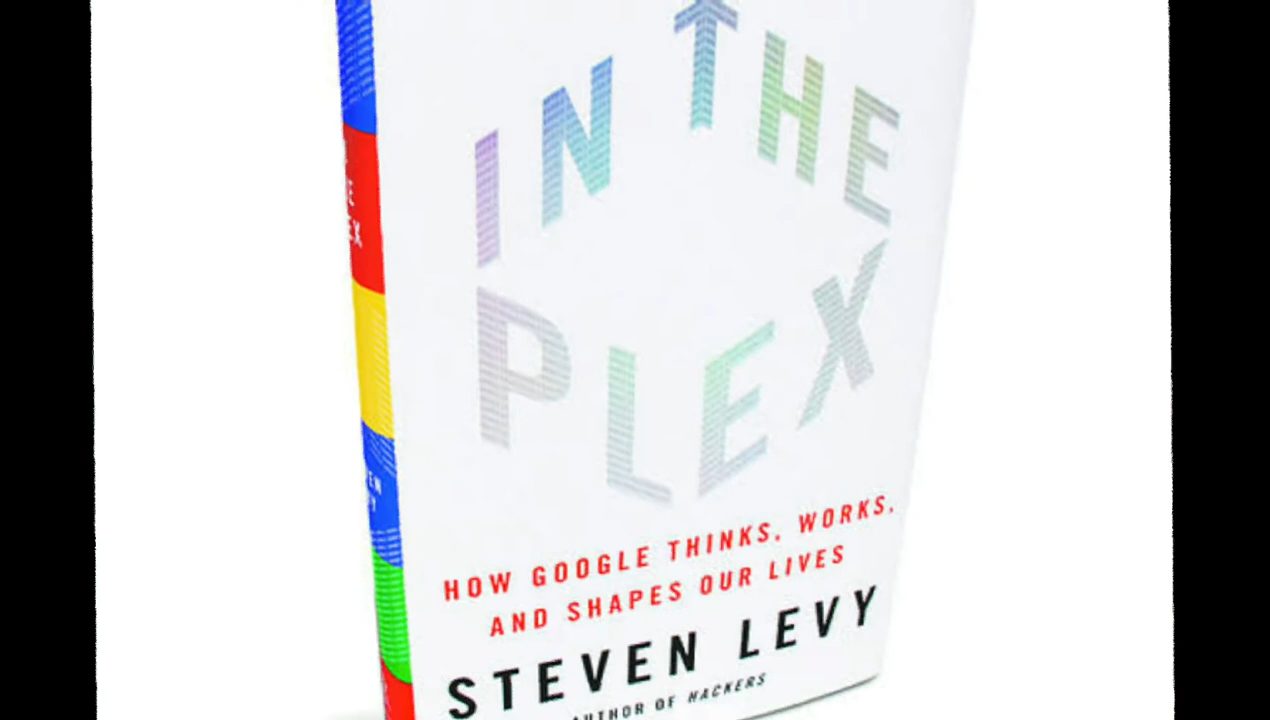 IN THE
PLEX
HOW GOOGLE THINKS, WORKS,
AND SHAPES OUR LIVES
STEVEN LEVY
AUTHOR OF HACKERS